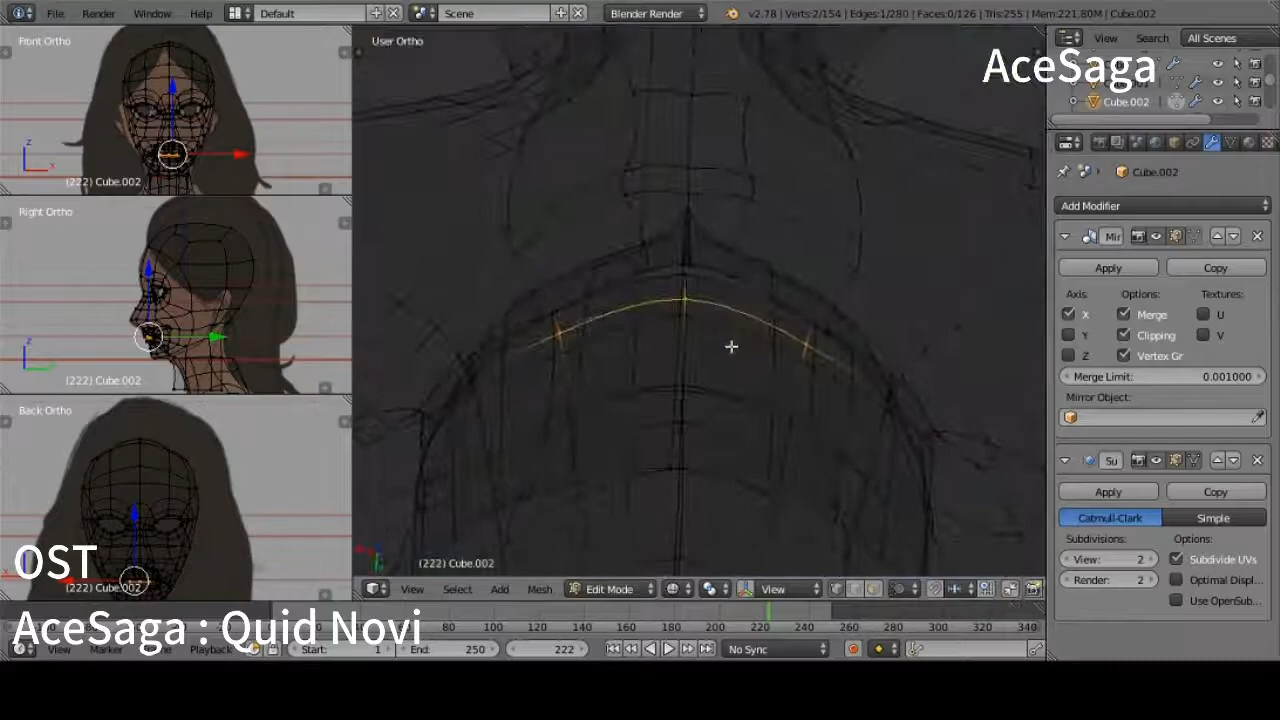 File Render Window Help Default Scene Blender Render v2.78 | Verts:2/154 | Edges:1/280 | Faces:0/126 | Tris:255 | Mem:221.80M | Cube.002
Front Ortho
User Ortho
View Search All Scenes
AceSaga
Cube.002
z
x
(222) Cube.002
Cube.002
Right Ortho
Add Modifier
Mir
Apply Copy
Axis: Options: Textures:
X Merge U
Y Clipping V
Z Vertex Gr
Merge Limit: 0.001000
z
(222) Cube.002
Mirror Object:
Back Ortho
Su
Apply Copy
Catmull-Clark Simple
Subdivisions: Options:
View: 2 Subdivide UVs
Render: 2 Optimal Displ...
Use OpenSub...
OST
(222) Cube.002
(222) Cube.002
View Select Add Mesh Edit Mode View
AceSaga : Quid Novi
80 100 120 140 160 180 200 220 240 260 280 300 320 340
View Marker Playback Start: 1 End: 250 222 No Sync